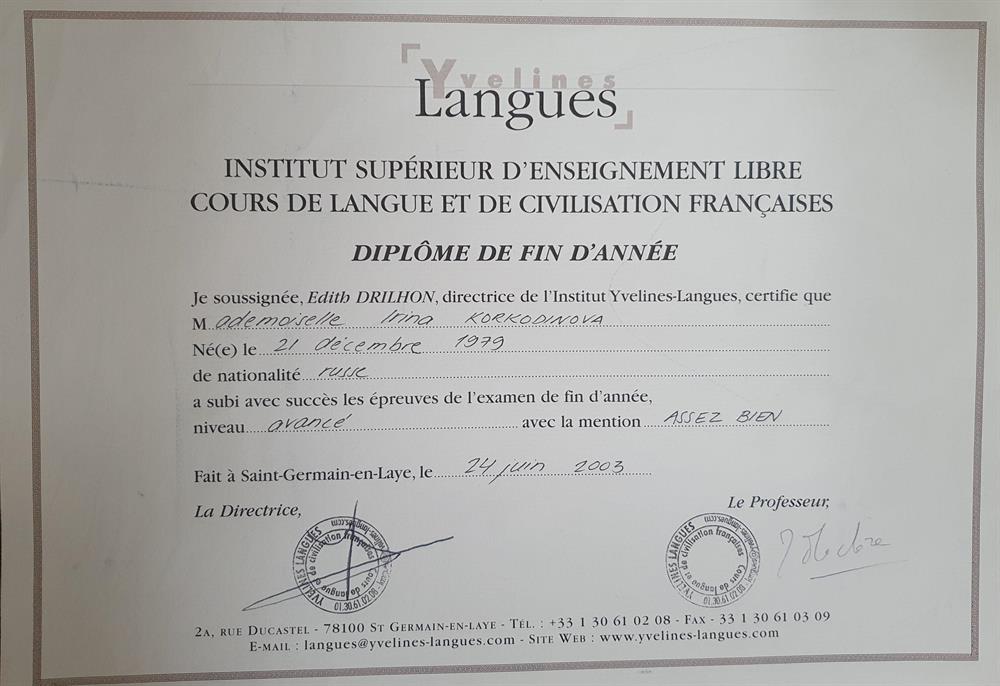 Yvelines
Langues
INSTITUT SUPÉRIEUR D'ENSEIGNEMENT LIBRE
COURS DE LANGUE ET DE CIVILISATION FRANÇAISES
DIPLÔME DE FIN D'ANNÉE
Je soussignée, Edith DRILHON, directrice de l'Institut Yvelines-Langues, certifie que
Mademoiselle Irina KORKODINOVA
Né(e) le 21 décembre 1979
de nationalité russe
a subi avec succès les épreuves de l'examen de fin d'année,
niveau avancé avec la mention ASSEZ BIEN
Fait à Saint-Germain-en-Laye, le 24 juin 2003
La Directrice, Le Professeur,
YVELINES LANGUES Cours de langue et de civilisation françaises 01.30.61.02.08
YVELINES LANGUES Cours de langue et de civilisation françaises 01.30.61.02.08
2A, RUE DUCASTEL - 78100 ST GERMAIN-EN-LAYE - TÉL. : +33 1 30 61 02 08 - FAX - 33 1 30 61 03 09
E-MAIL : langues@yvelines-langues.com - SITE WEB : www.yvelines-langues.com